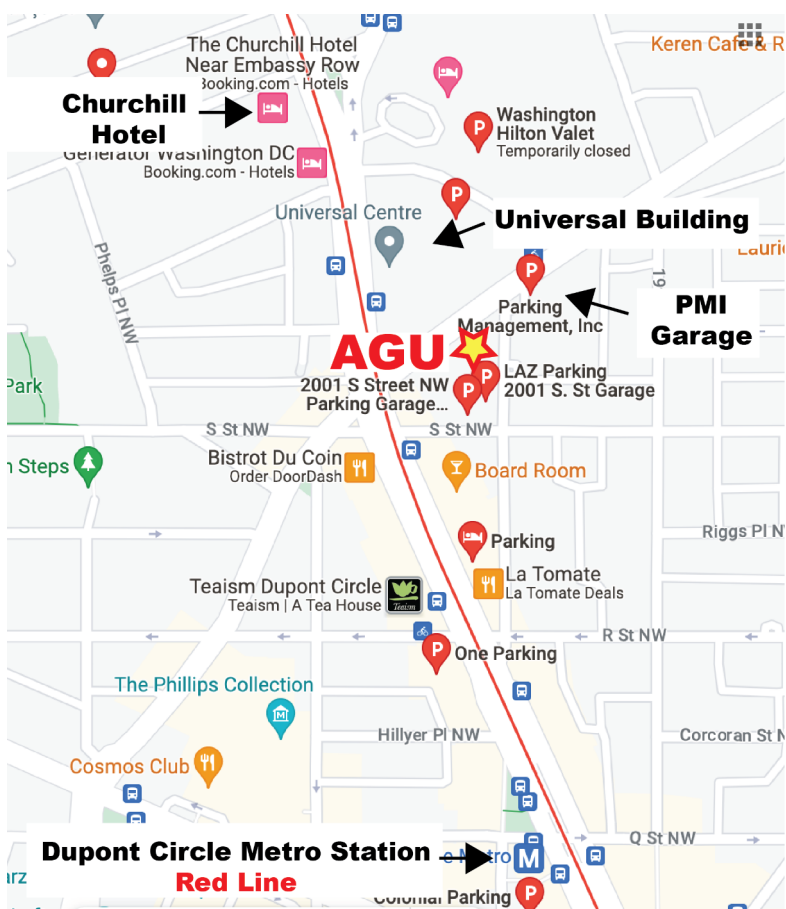 The Churchill Hotel
Near Embassy Row
Booking.com - Hotels
Keren Cafe & R
Churchill
Hotel
Washington
Hilton Valet
Temporarily closed
Generator Washington DC
Booking.com - Hotels
Universal Centre
Universal Building
Laurie
Phelps Pl NW
19
PMI
Garage
Parking
Management, Inc
AGU
LAZ Parking
2001 S. St Garage
2001 S Street NW
Parking Garage...
Park
S St NW
S St NW
n Steps
Bistrot Du Coin
Order DoorDash
Board Room
Riggs Pl N
Parking
La Tomate
La Tomate Deals
Teaism Dupont Circle
Teaism | A Tea House
Teaism
R St NW
One Parking
The Phillips Collection
Hillyer Pl NW
Corcoran St N
Cosmos Club
Q St NW
Dupont Circle Metro Station
Red Line
e Metro
M
arz
Colonial Parking